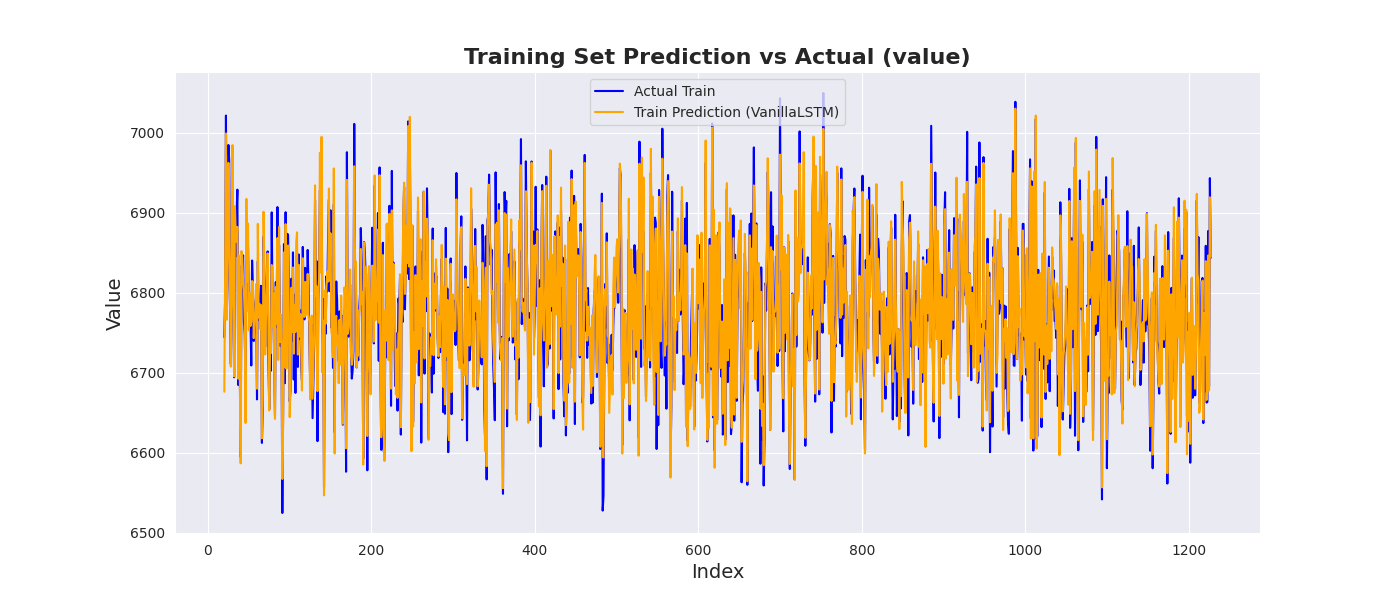 Training Set Prediction vs Actual (value)
Actual Train
Train Prediction (VanillaLSTM)
Value
7000
6900
6800
6700
6600
6500
0 200 400 600 800 1000 1200
Index